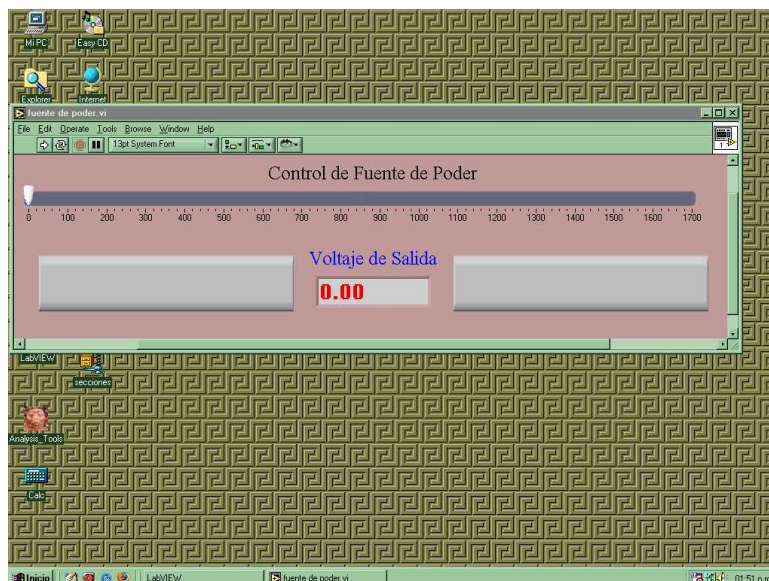 Mi PC
Easy CD
Explorer
Internet
fuente de poder.vi
File Edit Operate Tools Browse Window Help
13pt System Font
1
Control de Fuente de Poder
0 100 200 300 400 500 600 700 800 900 1000 1100 1200 1300 1400 1500 1600 1700
Voltaje de Salida
0.00
LabVIEW
secciones
Analysis_Tools
Calc
Inicio
LabVIEW
fuente de poder.vi
01:51 p.m.